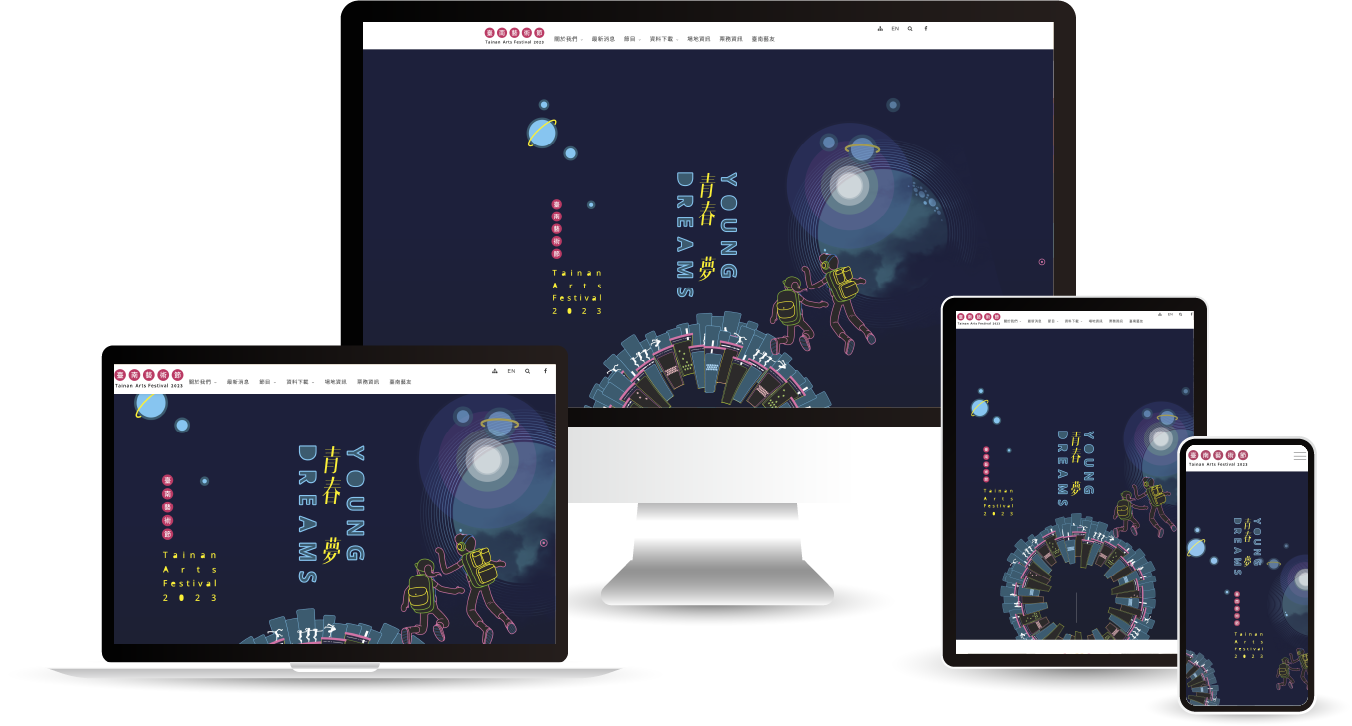 臺南藝術節
Tainan Arts Festival 2023
關於我們 最新消息 節目 資料下載 場地資訊 票務資訊 臺南藝友
EN
YOUNG
青春 夢
DREAMS
臺南藝術節
Tainan
Arts
Festival
2023
臺南藝術節
Tainan Arts Festival 2023
關於我們 最新消息 節目 資料下載 場地資訊 票務資訊 臺南藝友
EN
YOUNG
青春 夢
DREAMS
臺南藝術節
Tainan
Arts
Festival
2023
臺南藝術節
Tainan Arts Festival 2023
關於我們 最新消息 節目 資料下載 場地資訊 票務資訊 臺南藝友
EN
YOUNG
青春 夢
DREAMS
臺南藝術節
Tainan
Arts
Festival
2023
臺南藝術節
Tainan Arts Festival 2023
YOUNG
青春 夢
DREAMS
臺南藝術節
Tainan
Arts
Festival
2023